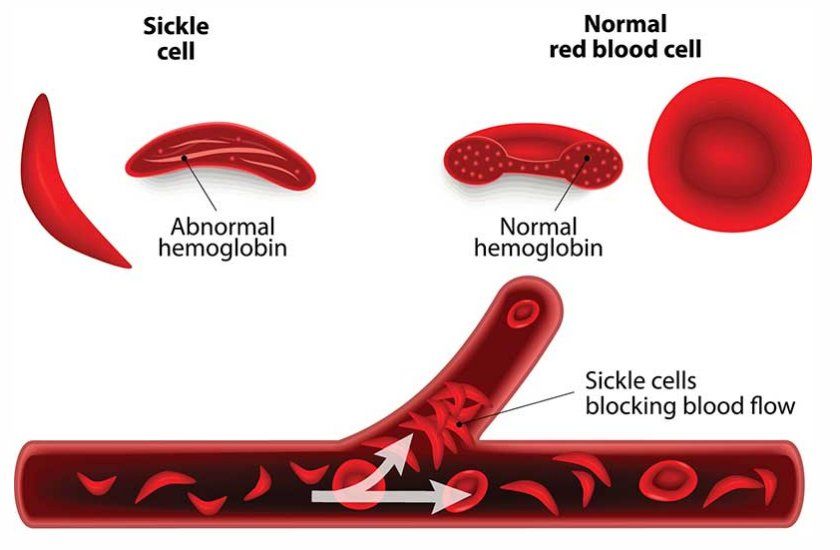 Sickle
cell
Normal
red blood cell
Abnormal
hemoglobin
Normal
hemoglobin
Sickle cells
blocking blood flow